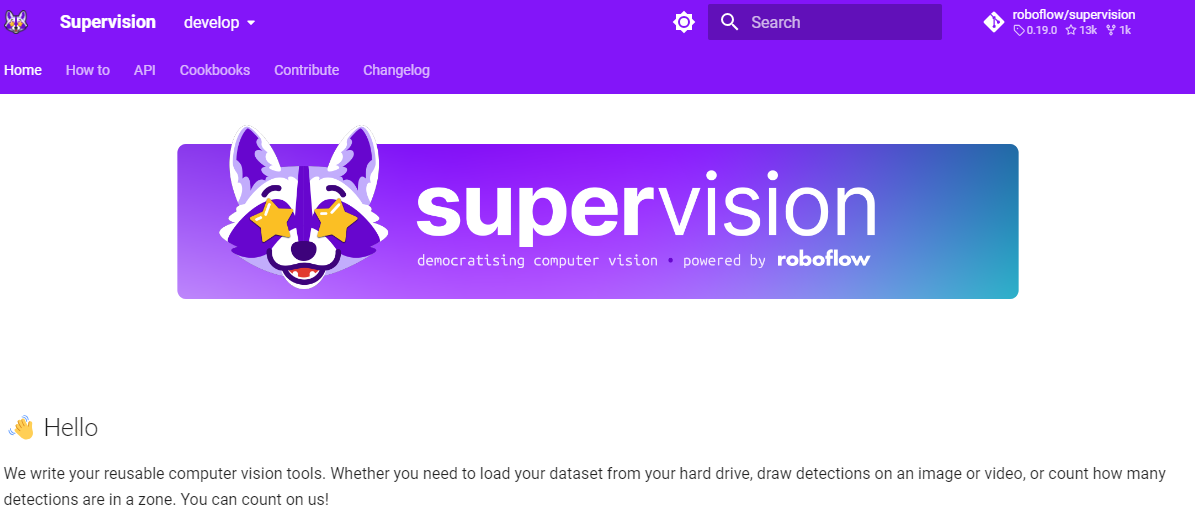 Supervision
develop
Search
roboflow/supervision
0.19.0 13k 1k
Home How to API Cookbooks Contribute Changelog
supervision
democratising computer vision • powered by roboflow
👋 Hello
We write your reusable computer vision tools. Whether you need to load your dataset from your hard drive, draw detections on an image or video, or count how many
detections are in a zone. You can count on us!